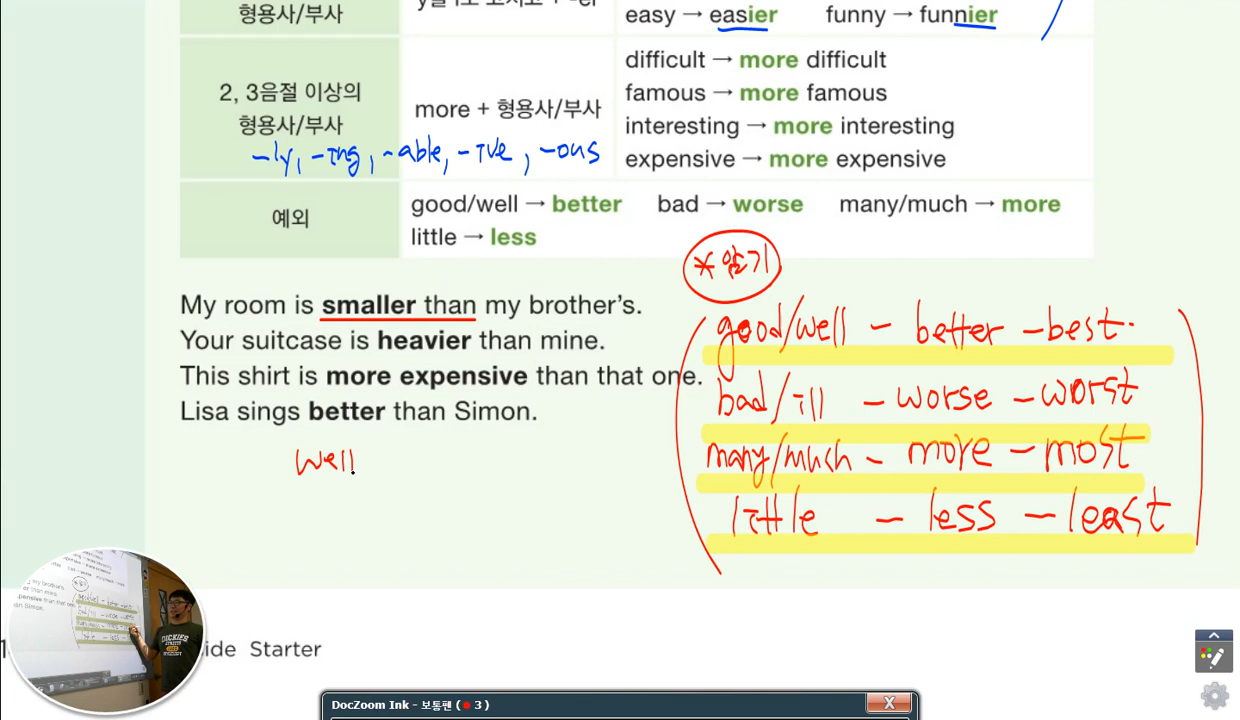 형용사/부사
easy → easier funny → funnier
2, 3음절 이상의
형용사/부사
-ly, -ing, -able, -ive, -ous
more + 형용사/부사
difficult → more difficult
famous → more famous
interesting → more interesting
expensive → more expensive
예외
good/well → better bad → worse many/much → more
little → less
*암기
My room is smaller than my brother's.
Your suitcase is heavier than mine.
This shirt is more expensive than that one.
Lisa sings better than Simon.
well
good/well - better - best.
bad/ill - worse - worst
many/much - more - most
little - less - least
DICKIES
ide Starter
DocZoom Ink - 보통펜 ( 3 )
X